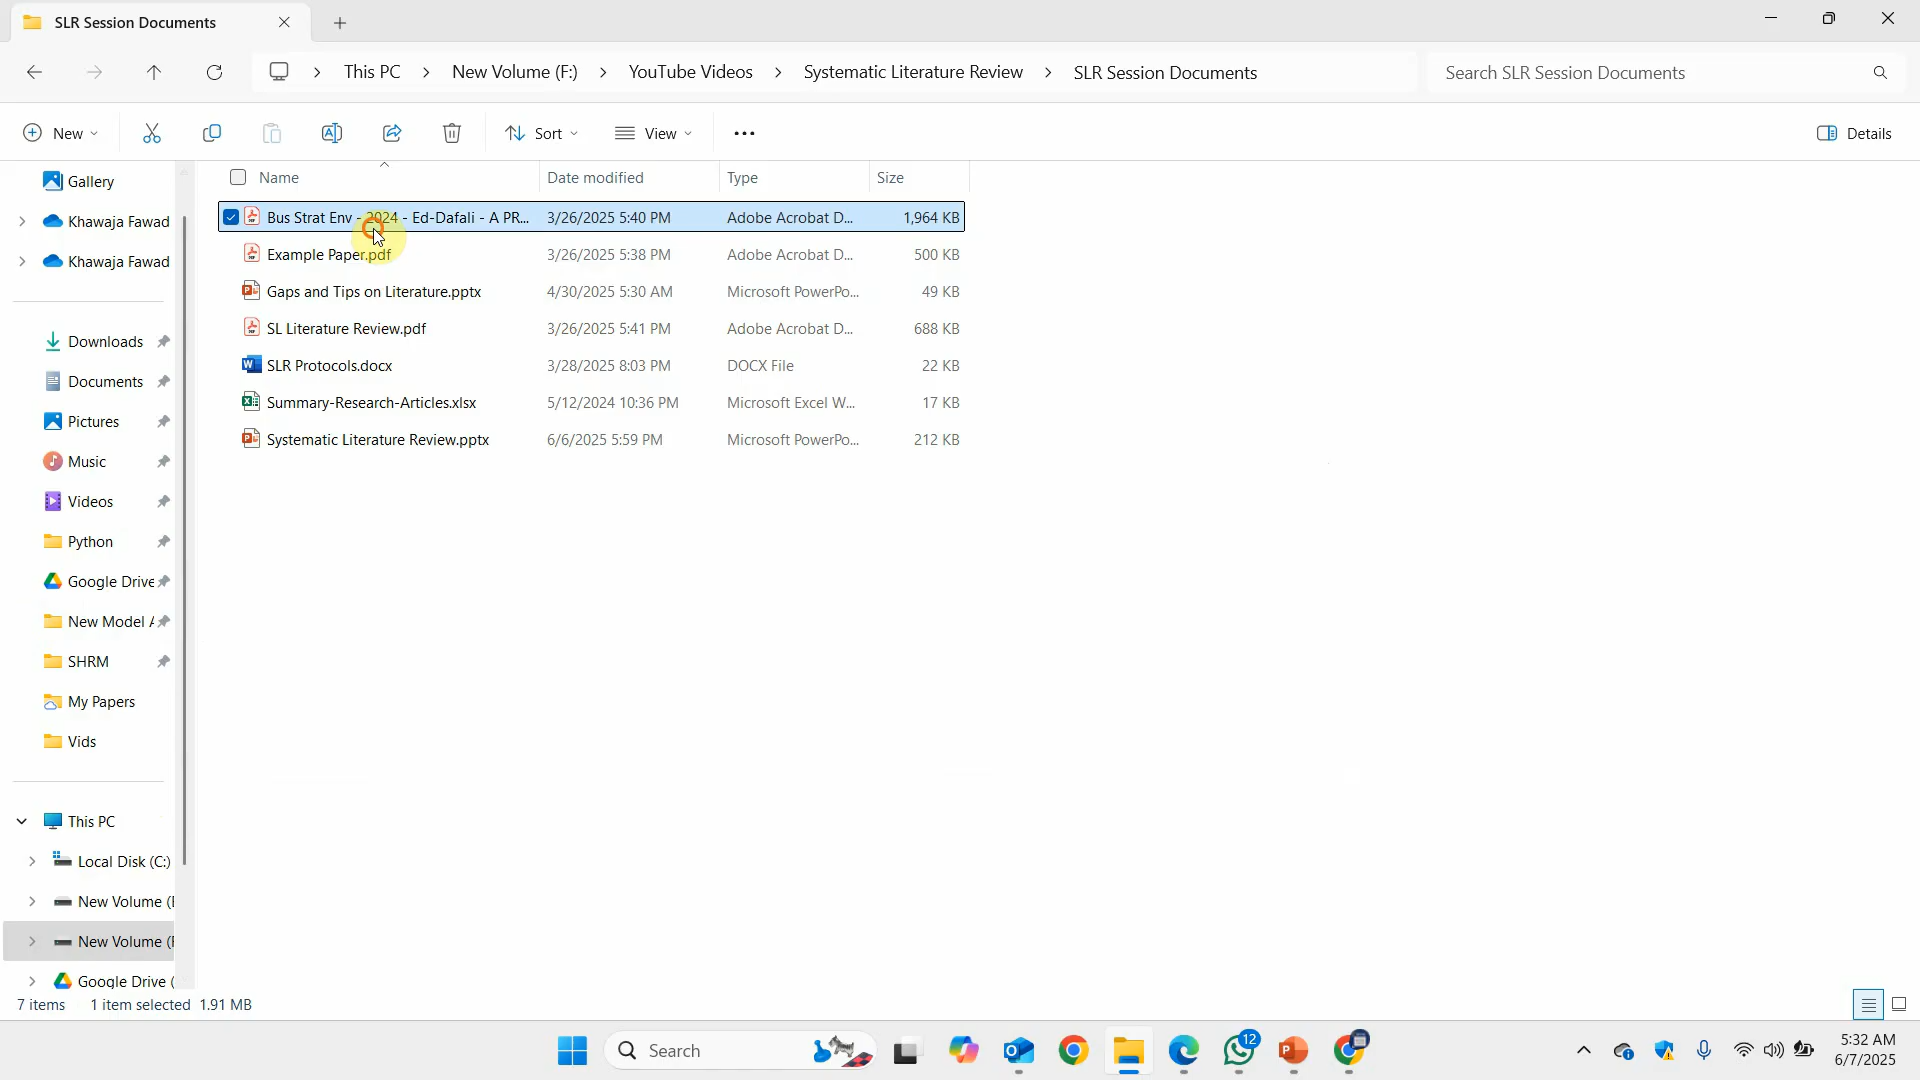 SLR Session Documents
This PC > New Volume (F:) > YouTube Videos > Systematic Literature Review > SLR Session Documents
Search SLR Session Documents
New
Sort
View
Details
Name Date modified Type Size
Bus Strat Env - 2024 - Ed-Dafali - A PR... 3/26/2025 5:40 PM Adobe Acrobat D... 1,964 KB
Example Paper.pdf 3/26/2025 5:38 PM Adobe Acrobat D... 500 KB
Gaps and Tips on Literature.pptx 4/30/2025 5:30 AM Microsoft PowerPo... 49 KB
SL Literature Review.pdf 3/26/2025 5:41 PM Adobe Acrobat D... 688 KB
SLR Protocols.docx 3/28/2025 8:03 PM DOCX File 22 KB
Summary-Research-Articles.xlsx 5/12/2024 10:36 PM Microsoft Excel W... 17 KB
Systematic Literature Review.pptx 6/6/2025 5:59 PM Microsoft PowerPo... 212 KB
Gallery
Khawaja Fawad
Khawaja Fawad
Downloads
Documents
Pictures
Music
Videos
Python
Google Drive
New Model
SHRM
My Papers
Vids
This PC
Local Disk (C:)
New Volume (
New Volume (
Google Drive (
7 items 1 item selected 1.91 MB
Search
12
5:32 AM
6/7/2025